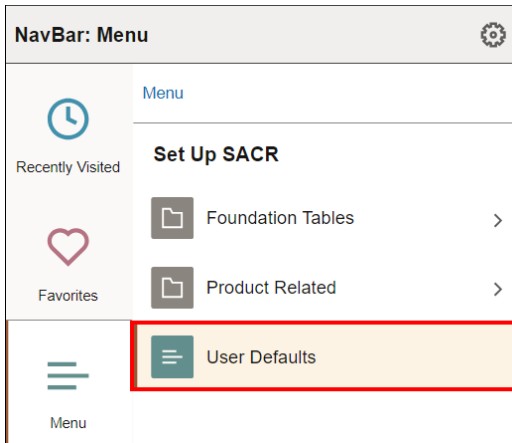 NavBar: Menu
Recently Visited
Favorites
Menu
Menu
Set Up SACR
Foundation Tables
Product Related
User Defaults